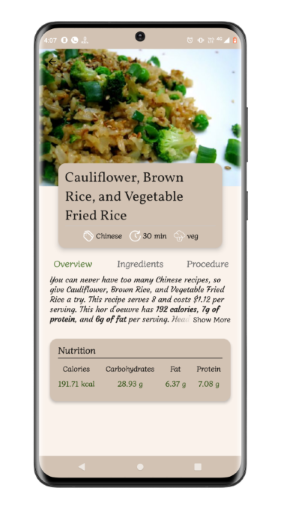 4:07
Cauliflower, Brown
Rice, and Vegetable
Fried Rice
Chinese 30 min veg
Overview Ingredients Procedure
You can never have too many Chinese recipes, so
give Cauliflower, Brown Rice, and Vegetable Fried
Rice a try. This recipe serves 8 and costs $1.12 per
serving. This hor d'oeuvre has 192 calories, 7g of
protein, and 6g of fat per serving. Show More
Nutrition
Calories Carbohydrates Fat Protein
191.71 kcal 28.93 g 6.37 g 7.08 g